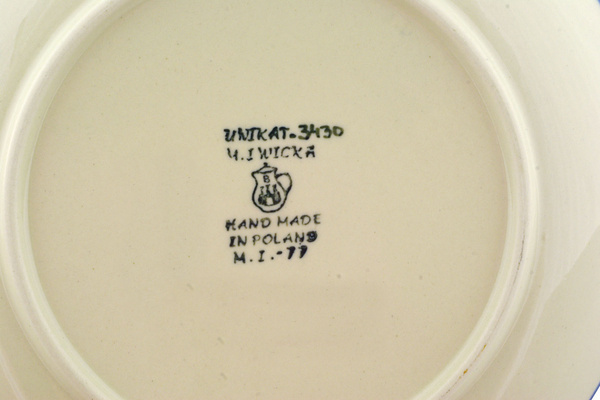 UNIKAT-3430
M.IWICKA
B
HAND MADE
IN POLAND
M.I.-77